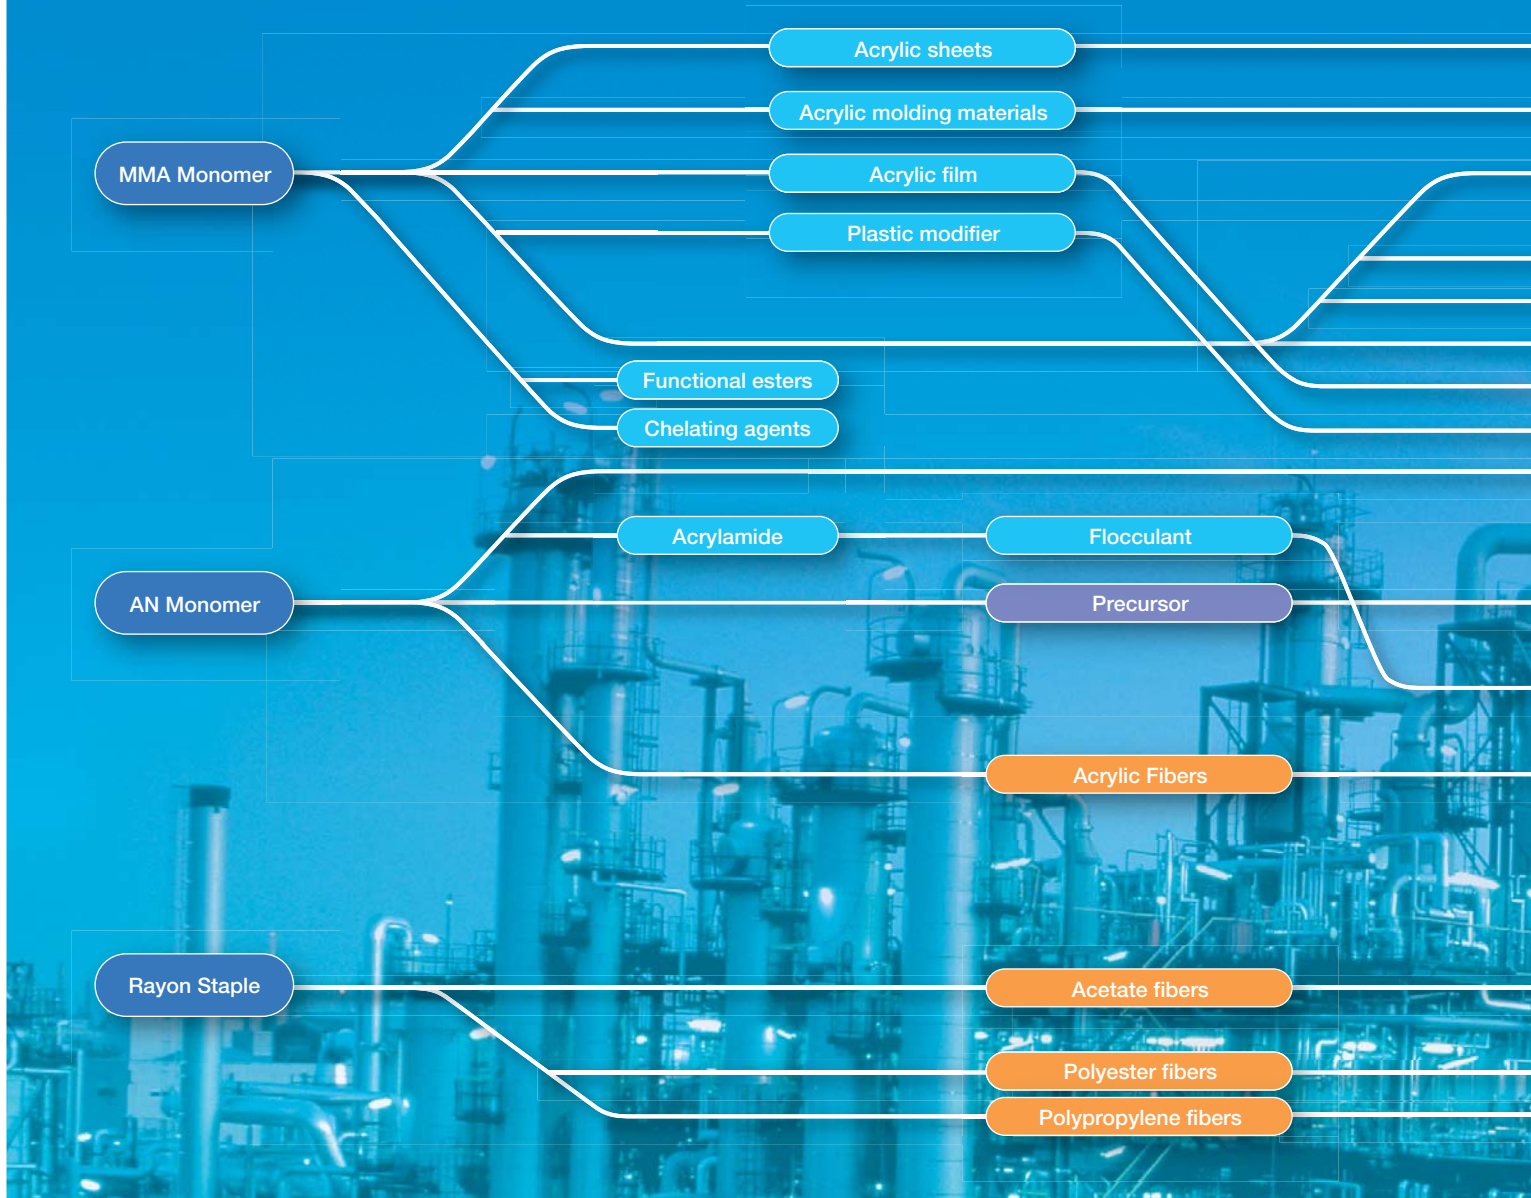 Acrylic sheets
Acrylic molding materials
MMA Monomer
Acrylic film
Plastic modifier
Functional esters
Chelating agents
Acrylamide
Flocculant
AN Monomer
Precursor
Acrylic Fibers
Rayon Staple
Acetate fibers
Polyester fibers
Polypropylene fibers